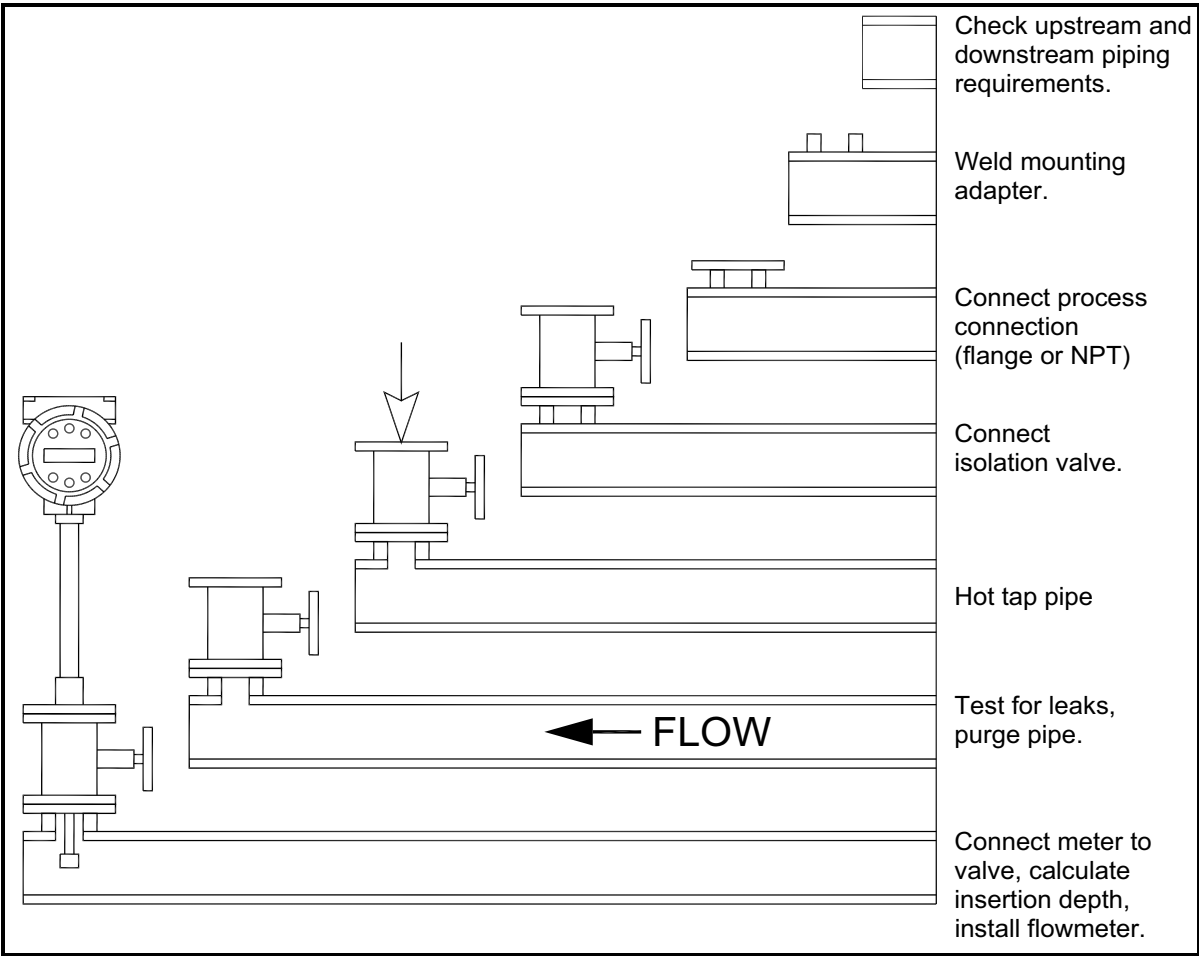 Check upstream and
downstream piping
requirements.
Weld mounting
adapter.
Connect process
connection
(flange or NPT)
Connect
isolation valve.
Hot tap pipe
Test for leaks,
purge pipe.
FLOW
Connect meter to
valve, calculate
insertion depth,
install flowmeter.